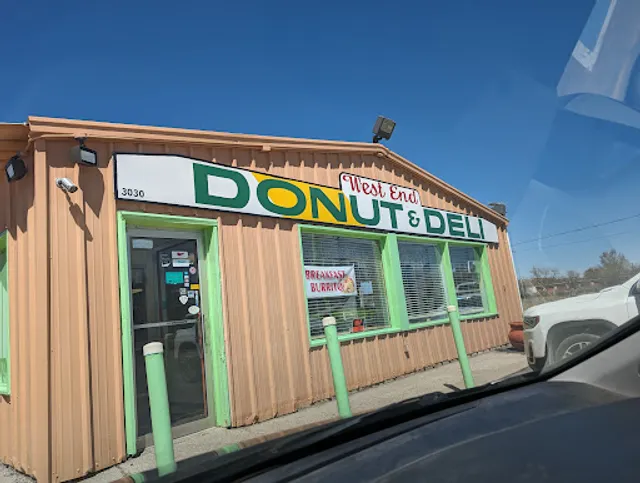 3030
West End
DONUT & DELI
BREAKFAST
BURRITO